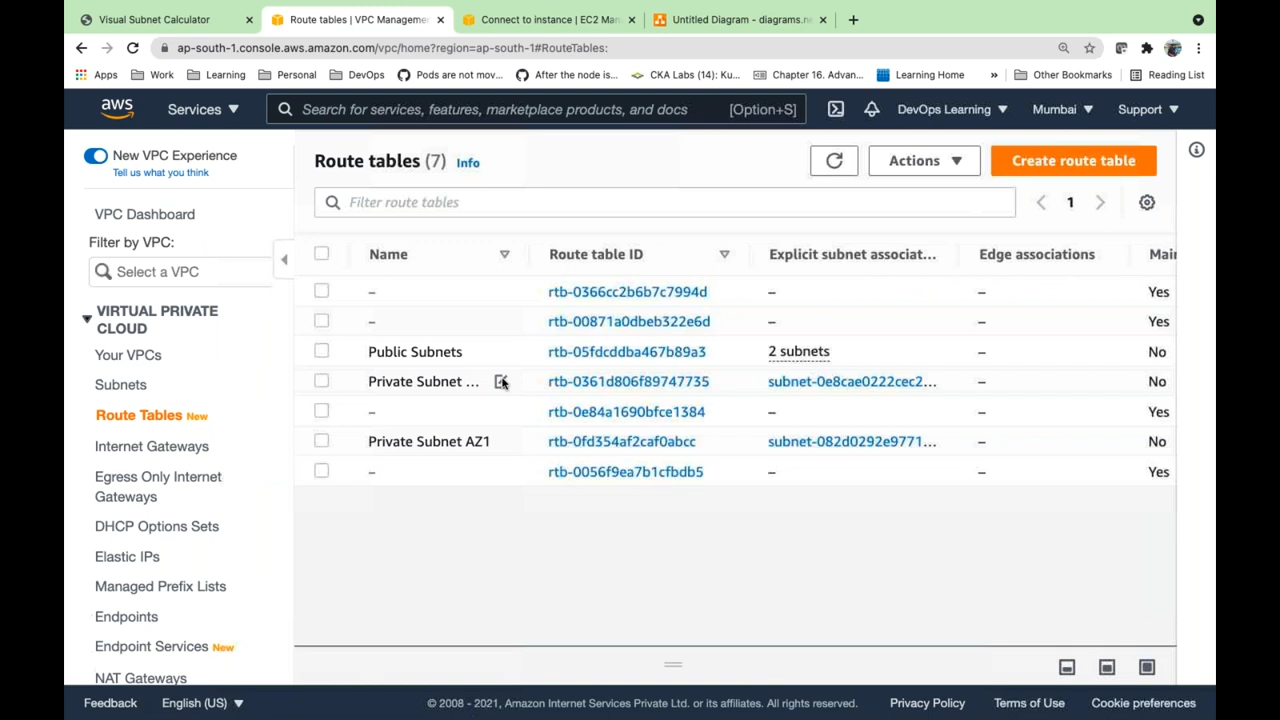 Visual Subnet Calculator
Route tables | VPC Manageme
Connect to instance | EC2 Man
Untitled Diagram - diagrams.ne
ap-south-1.console.aws.amazon.com/vpc/home?region=ap-south-1#RouteTables:
Apps Work Learning Personal DevOps Pods are not mov... After the node is... CKA Labs (14): Ku... Chapter 16. Advan... Learning Home » Other Bookmarks Reading List
aws Services ▼ Search for services, features, marketplace products, and docs [Option+S] DevOps Learning ▼ Mumbai ▼ Support ▼
New VPC Experience
Tell us what you think
VPC Dashboard
Filter by VPC:
Select a VPC
VIRTUAL PRIVATE
CLOUD
Your VPCs
Subnets
Route Tables New
Internet Gateways
Egress Only Internet
Gateways
DHCP Options Sets
Elastic IPs
Managed Prefix Lists
Endpoints
Endpoint Services New
NAT Gateways
Route tables (7) Info
Actions ▼ Create route table
Filter route tables
1
Name Route table ID Explicit subnet associat... Edge associations Mai
– rtb-0366cc2b6b7c7994d – – Yes
– rtb-00871a0dbeb322e6d – – Yes
Public Subnets rtb-05fdcddba467b89a3 2 subnets – No
Private Subnet ... rtb-0361d806f89747735 subnet-0e8cae0222cec2... – No
– rtb-0e84a1690bfce1384 – – Yes
Private Subnet AZ1 rtb-0fd354af2caf0abcc subnet-082d0292e9771... – No
– rtb-0056f9ea7b1cfbdb5 – – Yes
Feedback English (US) ▼ © 2008 - 2021, Amazon Internet Services Private Ltd. or its affiliates. All rights reserved. Privacy Policy Terms of Use Cookie preferences